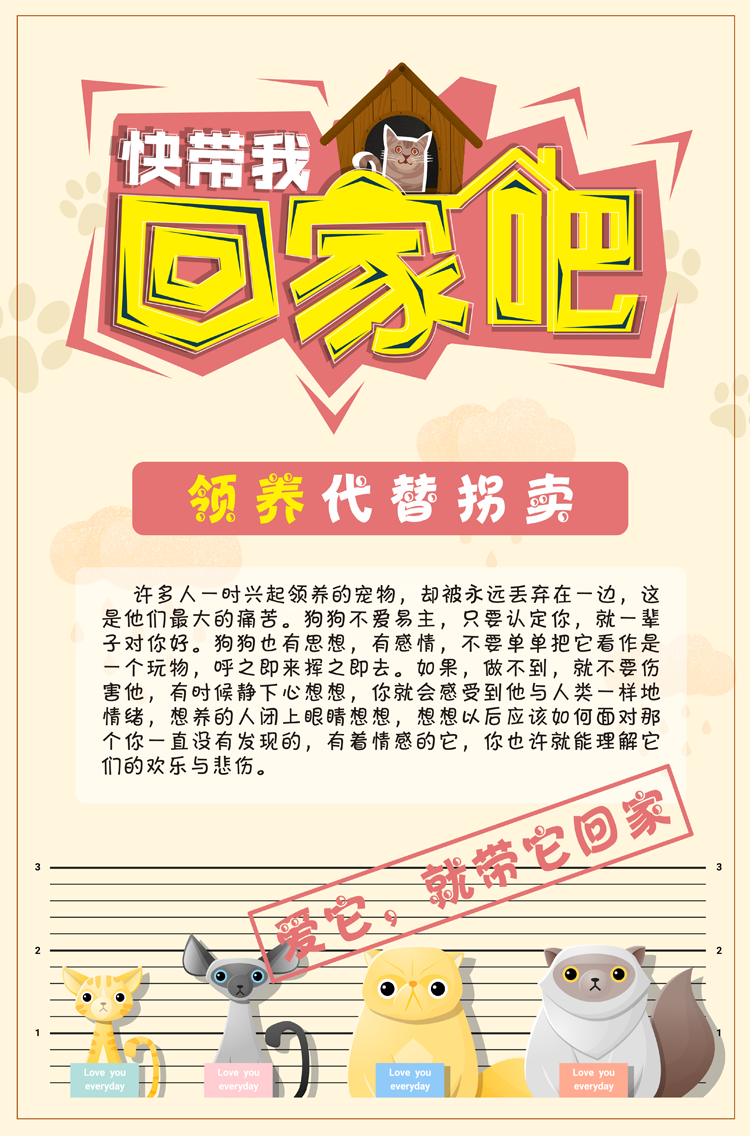 快带我
回家吧
领养代替拐卖
许多人一时兴起领养的宠物，却被永远丢弃在一边，这
是他们最大的痛苦。狗狗不爱易主，只要认定你，就一辈
子对你好。狗狗也有思想，有感情，不要单单把它看作是
一个玩物，呼之即来挥之即去。如果，做不到，就不要伤
害他，有时候静下心想想，你就会感受到他与人类一样地
情绪，想养的人闭上眼睛想想，想想以后应该如何面对那
个你一直没有发现的，有着情感的它，你也许就能理解它
们的欢乐与悲伤。
爱它，就带它回家
3 3
2 2
1 1
Love you
everyday
Love you
everyday
Love you
everyday
Love you
everyday